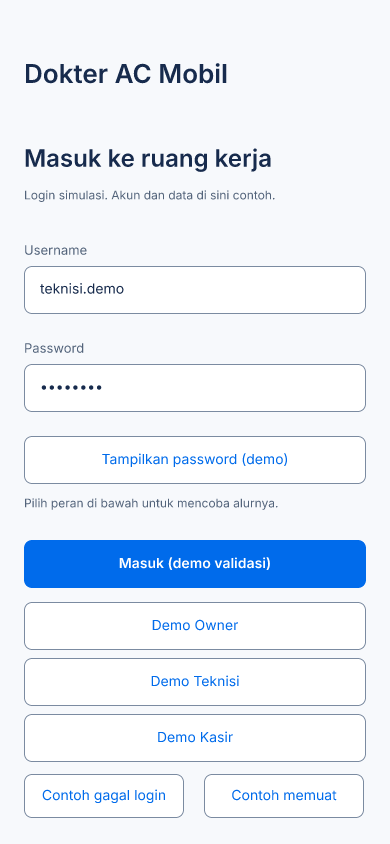 Dokter AC Mobil
Masuk ke ruang kerja
Login simulasi. Akun dan data di sini contoh.
Username
teknisi.demo
Password
••••••••
Tampilkan password (demo)
Pilih peran di bawah untuk mencoba alurnya.
Masuk (demo validasi)
Demo Owner
Demo Teknisi
Demo Kasir
Contoh gagal login
Contoh memuat